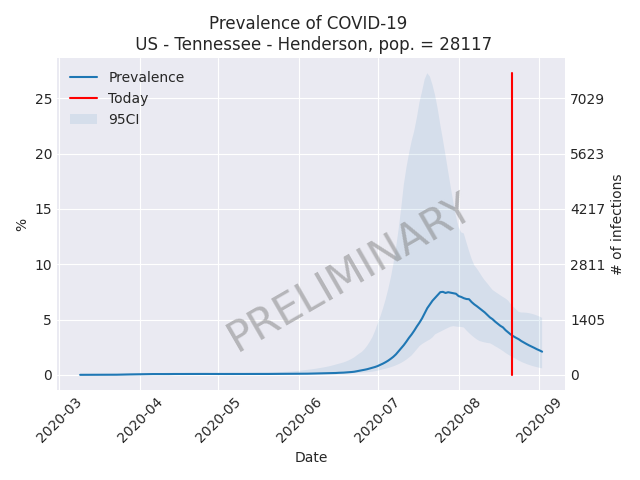 Prevalence of COVID-19
US - Tennessee - Henderson, pop. = 28117
Prevalence
Today
95CI
25
20
15
10
5
0
%
7029
5623
4217
2811
1405
0
# of infections
PRELIMINARY
2020-03
2020-04
2020-05
2020-06
2020-07
2020-08
2020-09
Date